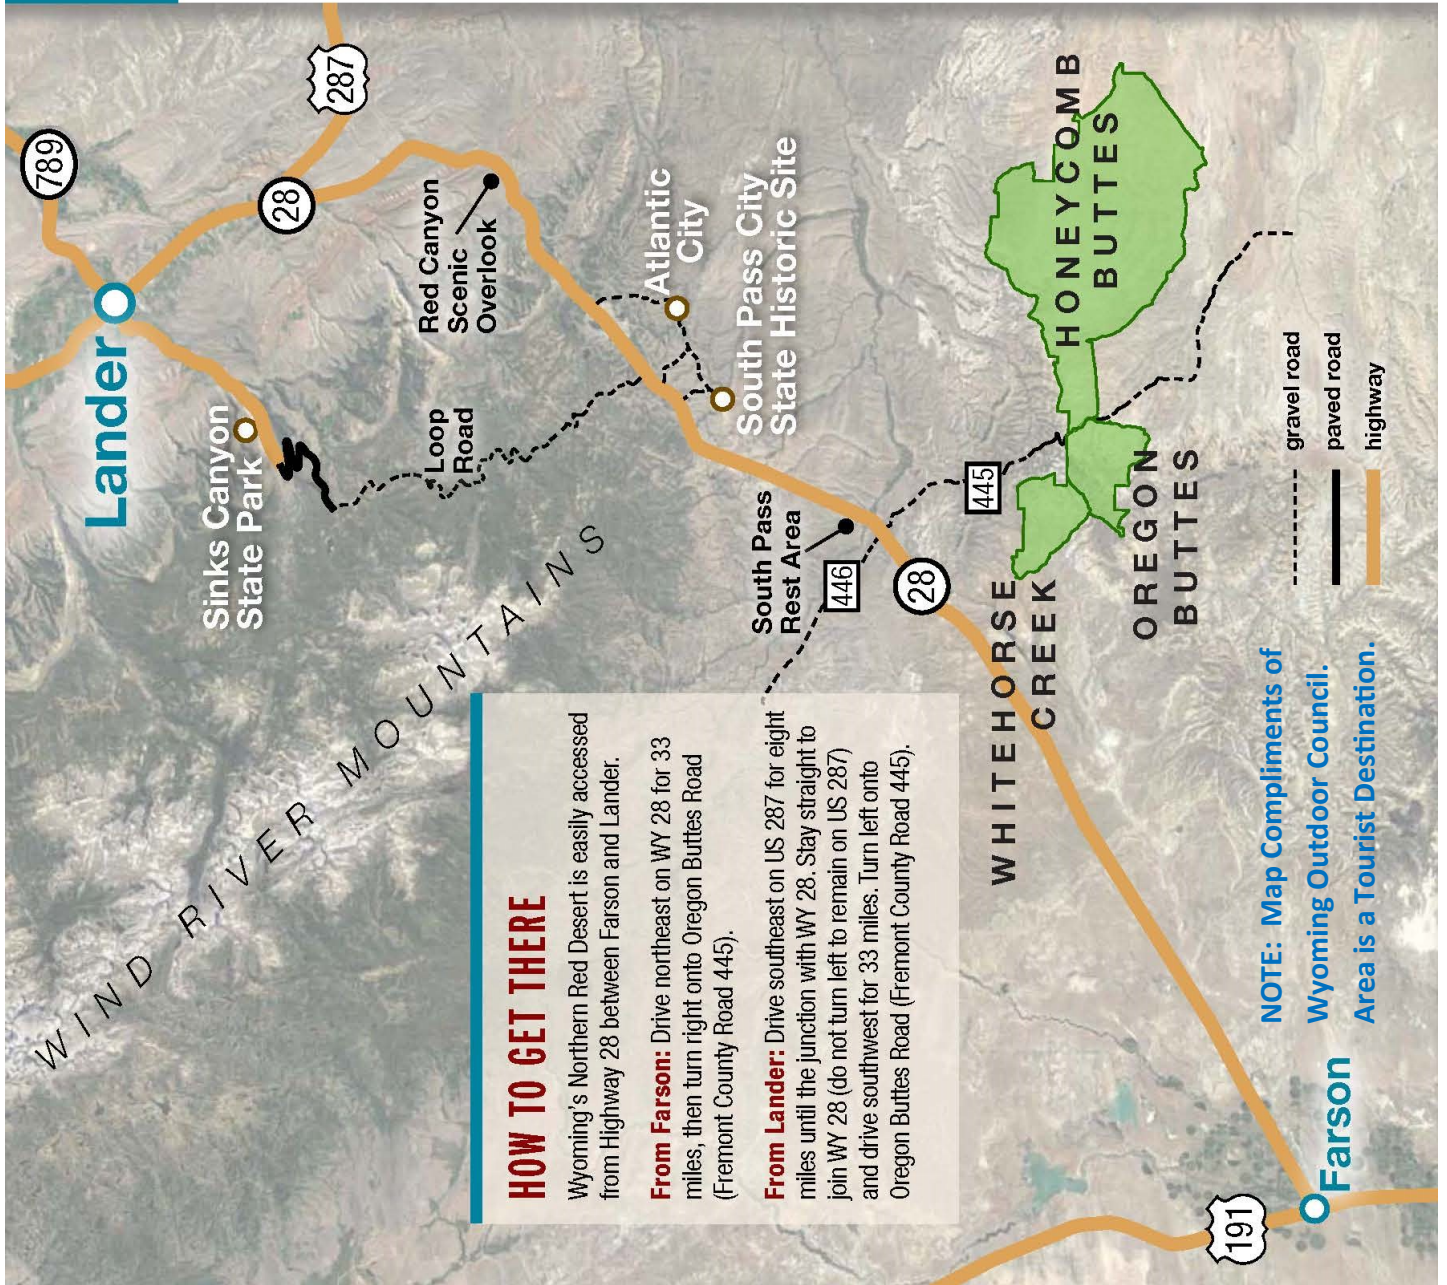 789
287
28
Lander
Sinks Canyon
State Park
Loop
Road
Red Canyon
Scenic
Overlook
Atlantic
City
South Pass City
State Historic Site
WIND RIVER MOUNTAINS
South Pass
Rest Area
446
445
28
HONEYCOMB
BUTTES
OREGON
BUTTES
WHITEHORSE
CREEK
HOW TO GET THERE
Wyoming's Northern Red Desert is easily accessed
from Highway 28 between Farson and Lander.
From Farson: Drive northeast on WY 28 for 33
miles, then turn right onto Oregon Buttes Road
(Fremont County Road 445).
From Lander: Drive southeast on US 287 for eight
miles until the junction with WY 28. Stay straight to
join WY 28 (do not turn left to remain on US 287)
and drive southwest for 33 miles. Turn left onto
Oregon Buttes Road (Fremont County Road 445).
gravel road
paved road
highway
NOTE: Map Compliments of
Wyoming Outdoor Council.
Area is a Tourist Destination.
191
Farson